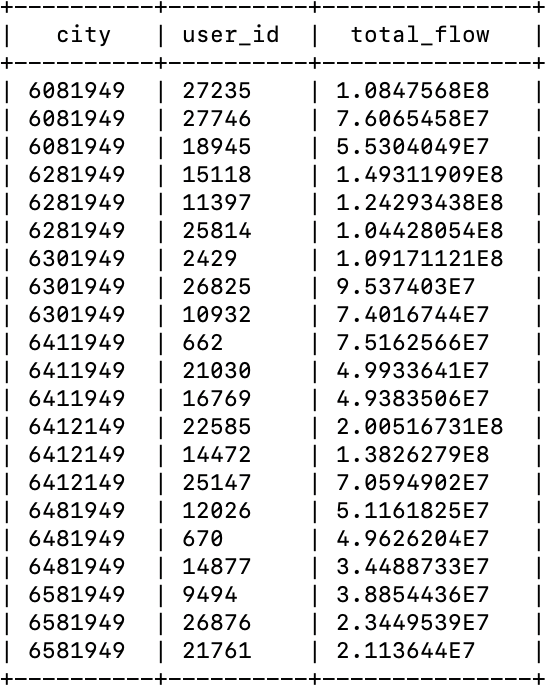 +-----------+----------+---------------+
|   city    | user_id  |  total_flow   |
+-----------+----------+---------------+
| 6081949   | 27235    | 1.0847568E8   |
| 6081949   | 27746    | 7.6065458E7   |
| 6081949   | 18945    | 5.5304049E7   |
| 6281949   | 15118    | 1.49311909E8  |
| 6281949   | 11397    | 1.24293438E8  |
| 6281949   | 25814    | 1.04428054E8  |
| 6301949   | 2429     | 1.09171121E8  |
| 6301949   | 26825    | 9.537403E7    |
| 6301949   | 10932    | 7.4016744E7   |
| 6411949   | 662      | 7.5162566E7   |
| 6411949   | 21030    | 4.9933641E7   |
| 6411949   | 16769    | 4.9383506E7   |
| 6412149   | 22585    | 2.00516731E8  |
| 6412149   | 14472    | 1.3826279E8   |
| 6412149   | 25147    | 7.0594902E7   |
| 6481949   | 12026    | 5.1161825E7   |
| 6481949   | 670      | 4.9626204E7   |
| 6481949   | 14877    | 3.4488733E7   |
| 6581949   | 9494     | 3.8854436E7   |
| 6581949   | 26876    | 2.3449539E7   |
| 6581949   | 21761    | 2.113644E7    |
+-----------+----------+---------------+